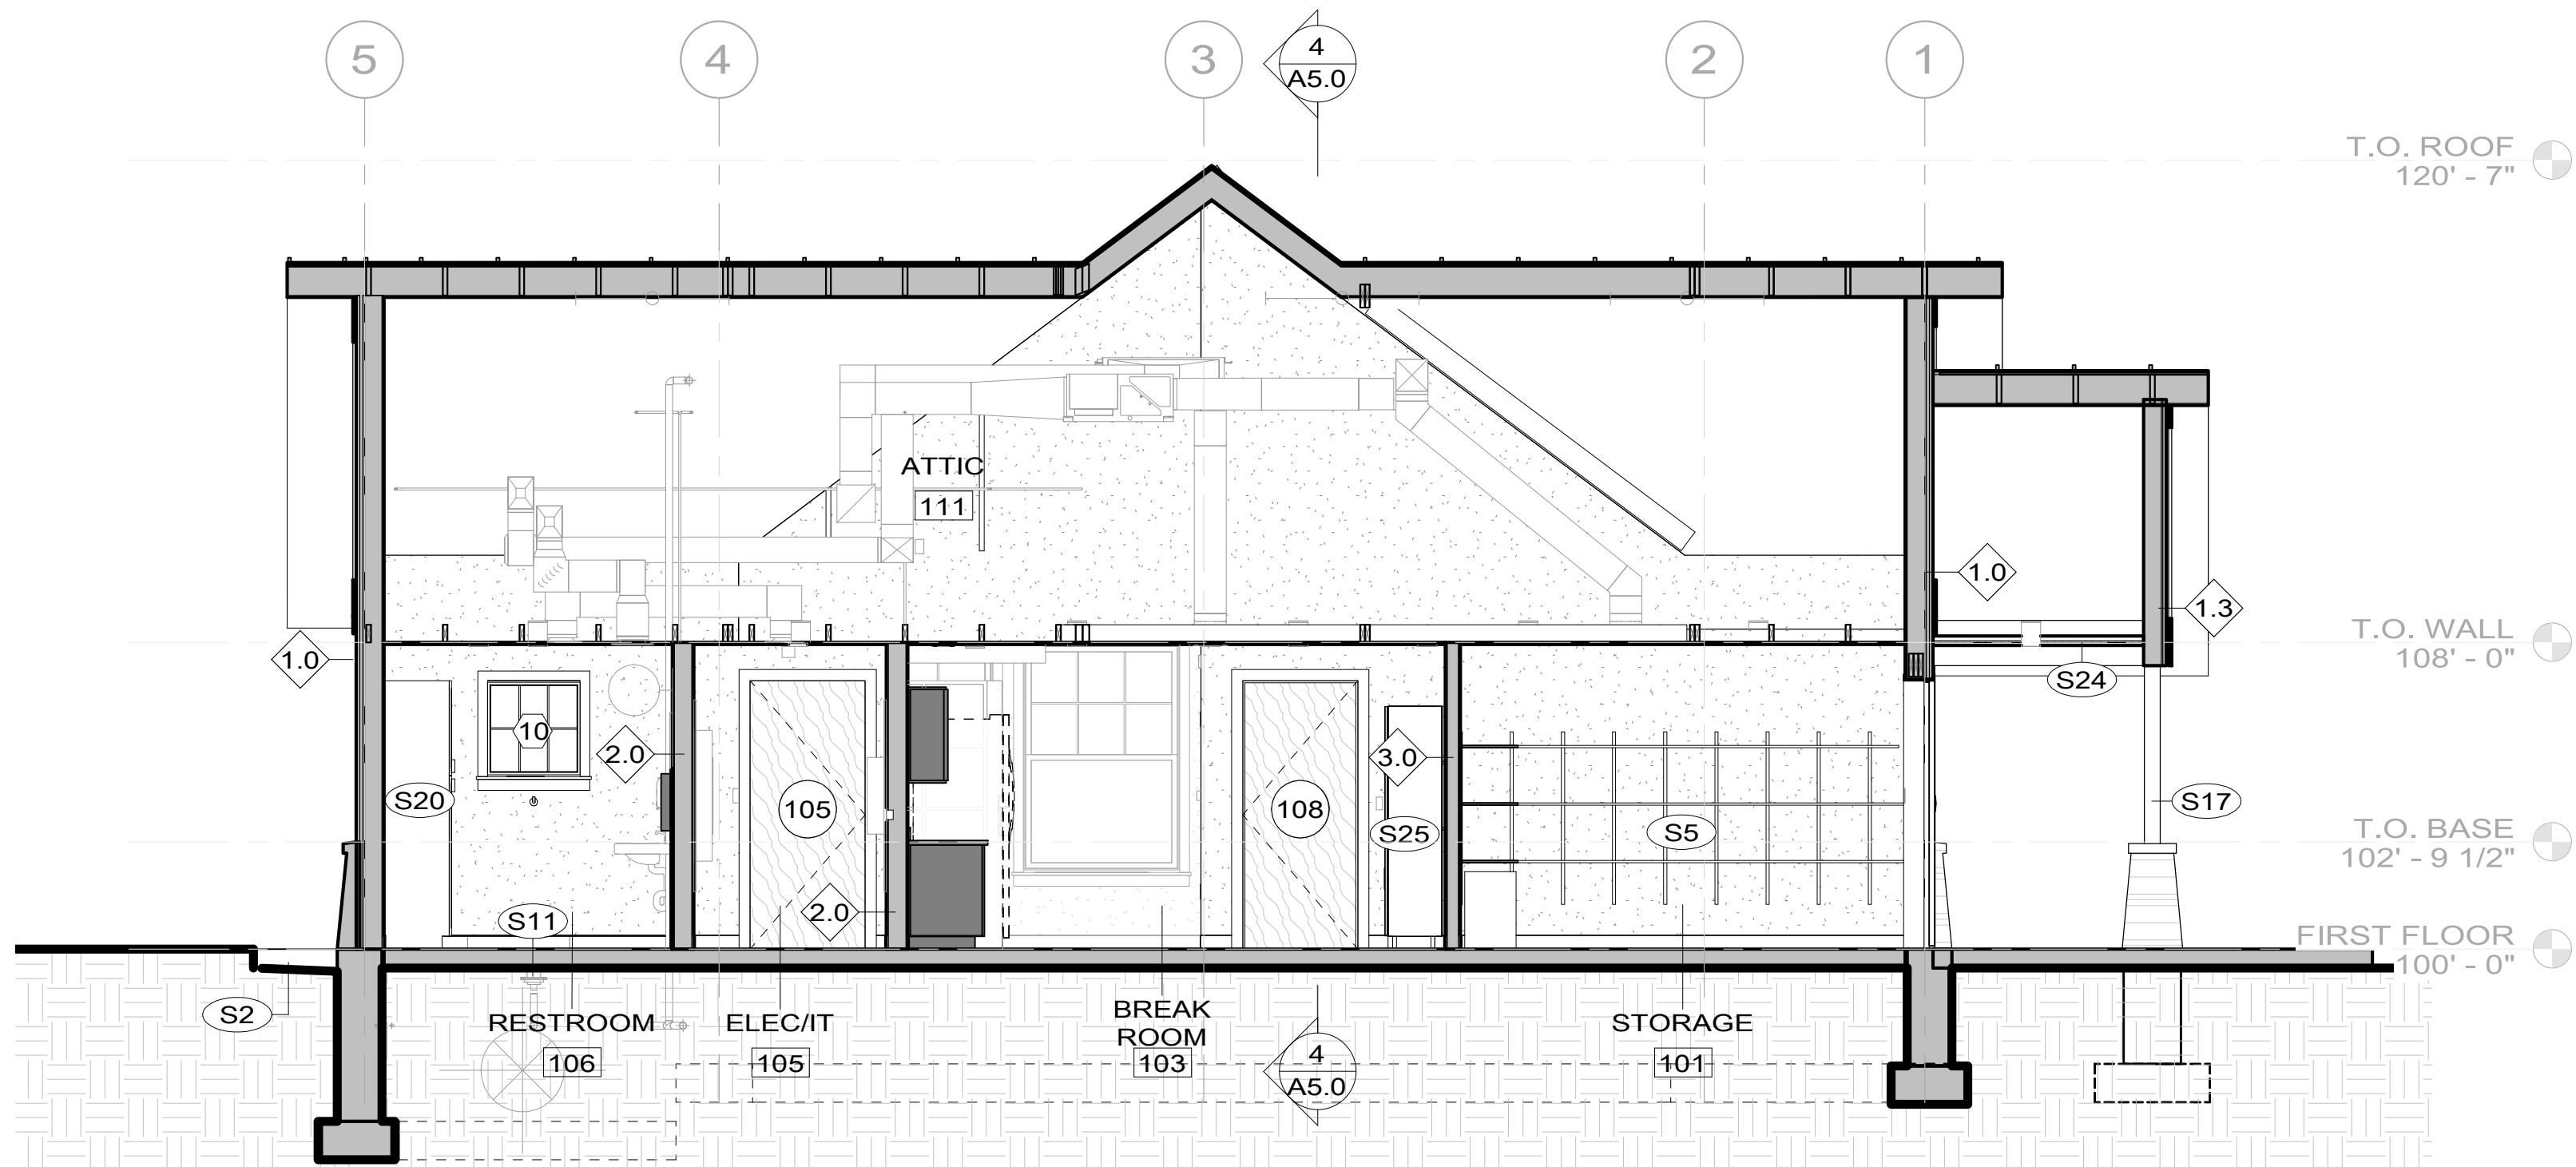 5
4
3
4
A5.0
2
1
T.O. ROOF
120' - 7"
ATTIC
111
1.0
1.3
T.O. WALL
108' - 0"
1.0
S24
10
2.0
3.0
S20
105
108
S25
S5
S17
T.O. BASE
102' - 9 1/2"
2.0
S11
FIRST FLOOR
100' - 0"
S2
RESTROOM
106
ELEC/IT
105
BREAK
ROOM
103
4
A5.0
STORAGE
101